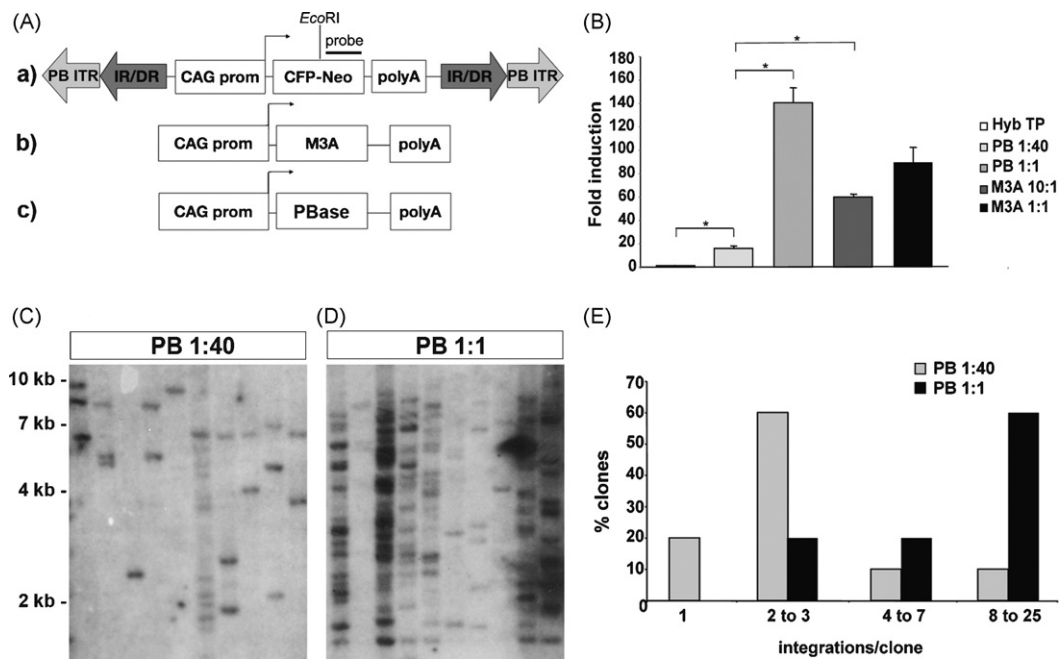 (A)
EcoRI
probe
a)
PB ITR
IR/DR
CAG prom
CFP-Neo
polyA
IR/DR
PB ITR
b)
CAG prom
M3A
polyA
c)
CAG prom
PBase
polyA
(B)
Fold induction
180
160
140
120
100
80
60
40
20
0
*
*
*
Hyb TP
PB 1:40
PB 1:1
M3A 10:1
M3A 1:1
(C)
PB 1:40
10 kb -
7 kb -
4 kb -
2 kb -
(D)
PB 1:1
(E)
PB 1:40
PB 1:1
% clones
70
60
50
40
30
20
10
0
1
2 to 3
4 to 7
8 to 25
integrations/clone